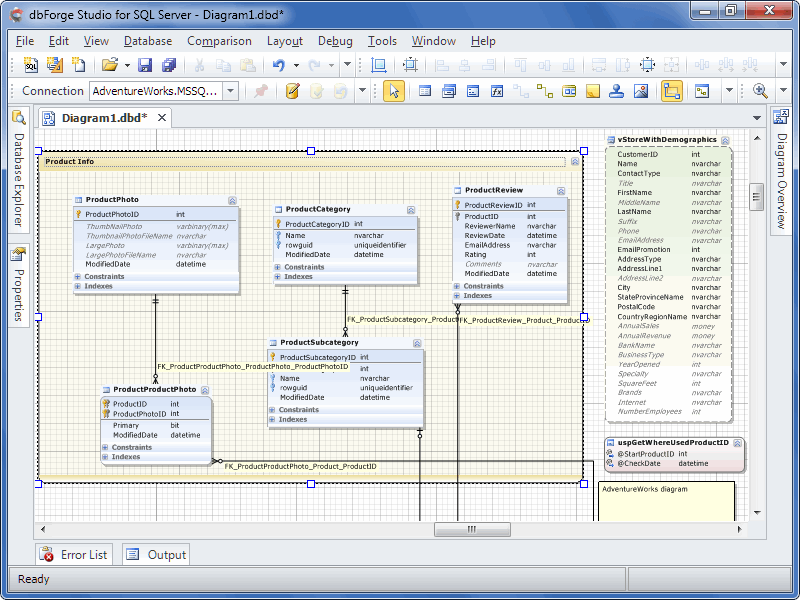 dbForge Studio for SQL Server - Diagram1.dbd*
File Edit View Database Comparison Layout Debug Tools Window Help
Connection AdventureWorks.MSSQ...
Diagram1.dbd*
Database Explorer
Properties
Diagram Overview
Product Info
ProductPhoto
ProductPhotoID int
ThumbNailPhoto varbinary(max)
ThumbnailPhotoFileName nvarchar
LargePhoto varbinary(max)
LargePhotoFileName nvarchar
ModifiedDate datetime
Constraints
Indexes
ProductCategory
ProductCategoryID int
Name nvarchar
rowguid uniqueidentifier
ModifiedDate datetime
Constraints
Indexes
ProductReview
ProductReviewID int
ProductID int
ReviewerName nvarchar
ReviewDate datetime
EmailAddress nvarchar
Rating int
Comments nvarchar
ModifiedDate datetime
Constraints
Indexes
FK_ProductSubcategory_Product
FK_ProductReview_Product_ProductID
ProductSubcategory
ProductSubcategoryID int
int
Name nvarchar
rowguid uniqueidentifier
ModifiedDate datetime
Constraints
Indexes
FK_ProductProductPhoto_ProductPhoto_ProductPhotoID
ProductProductPhoto
ProductID int
ProductPhotoID int
Primary bit
ModifiedDate datetime
Constraints
Indexes
FK_ProductProductPhoto_Product_ProductID
vStoreWithDemographics
CustomerID int
Name nvarchar
ContactType nvarchar
Title nvarchar
FirstName nvarchar
MiddleName nvarchar
LastName nvarchar
Suffix nvarchar
Phone nvarchar
EmailAddress nvarchar
EmailPromotion int
AddressType nvarchar
AddressLine1 nvarchar
AddressLine2 nvarchar
City nvarchar
StateProvinceName nvarchar
PostalCode nvarchar
CountryRegionName nvarchar
AnnualSales money
AnnualRevenue money
BankName nvarchar
BusinessType nvarchar
YearOpened int
Specialty nvarchar
SquareFeet int
Brands nvarchar
Internet nvarchar
NumberEmployees int
uspGetWhereUsedProductID
@StartProductID int
@CheckDate datetime
AdventureWorks diagram
Error List Output
Ready